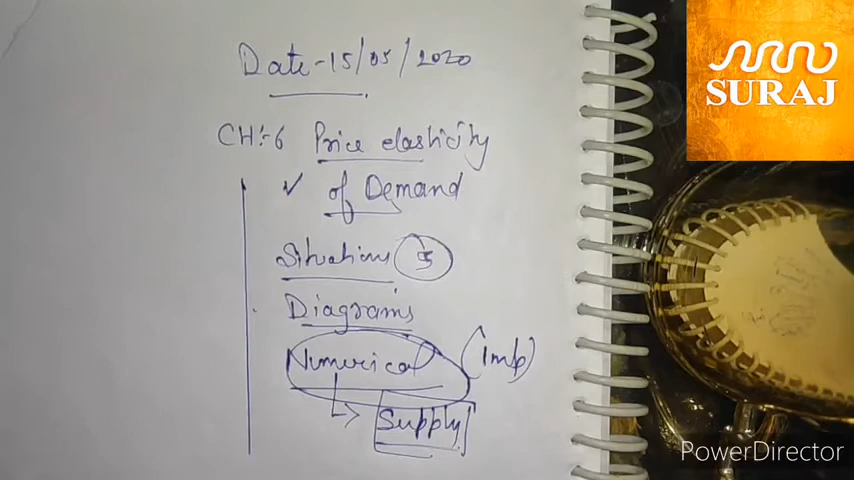 Date - 15/05/2020
CH:- 6 Price elasticity
✓ of Demand
Situations 5
Diagrams
Numerical (Imp)
Supply
SURAJ
PowerDirector